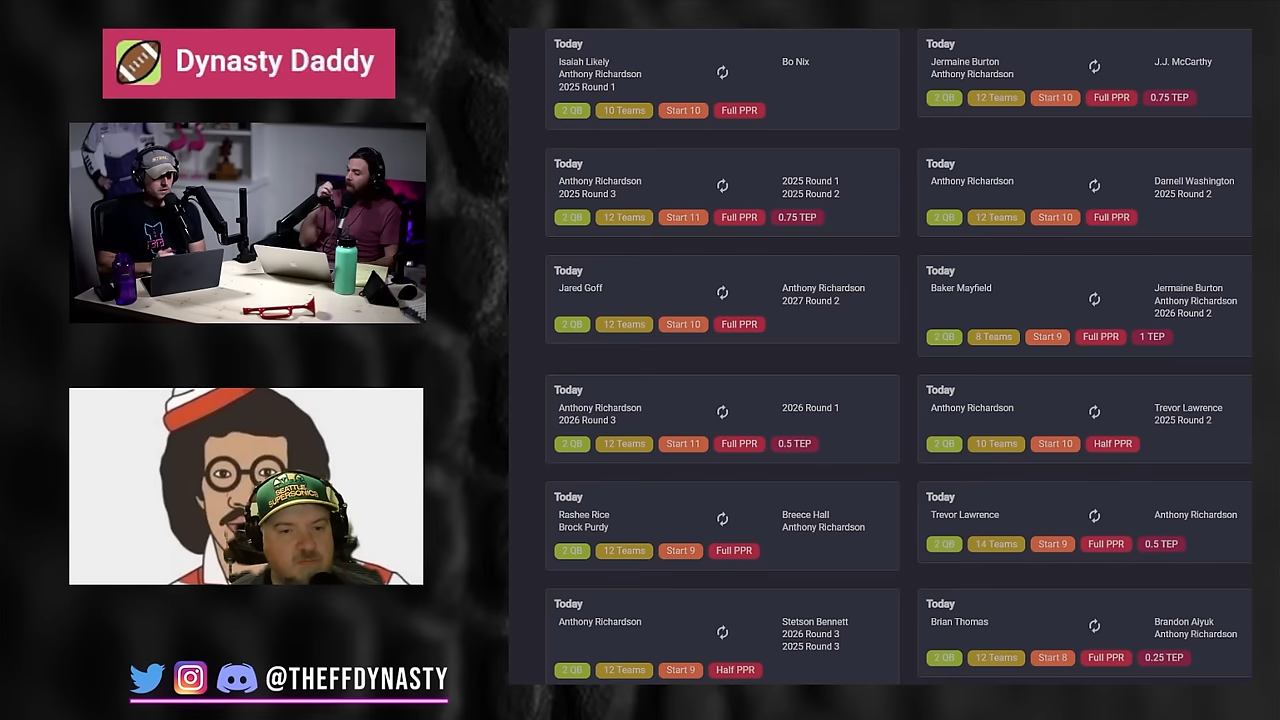 Dynasty Daddy
SEATTLE
SUPERSONICS
@THEFFDYNASTY
Today
Isaiah Likely
Anthony Richardson
2025 Round 1
Bo Nix
2 QB 10 Teams Start 10 Full PPR
Today
Jermaine Burton
Anthony Richardson
J.J. McCarthy
2 QB 12 Teams Start 10 Full PPR 0.75 TEP
Today
Anthony Richardson
2025 Round 3
2025 Round 1
2025 Round 2
2 QB 12 Teams Start 11 Full PPR 0.75 TEP
Today
Anthony Richardson
Darnell Washington
2025 Round 2
2 QB 12 Teams Start 10 Full PPR
Today
Jared Goff
Anthony Richardson
2027 Round 2
2 QB 12 Teams Start 10 Full PPR
Today
Baker Mayfield
Jermaine Burton
Anthony Richardson
2026 Round 2
2 QB 8 Teams Start 9 Full PPR 1 TEP
Today
Anthony Richardson
2026 Round 3
2026 Round 1
2 QB 12 Teams Start 11 Full PPR 0.5 TEP
Today
Anthony Richardson
Trevor Lawrence
2025 Round 2
2 QB 10 Teams Start 10 Half PPR
Today
Rashee Rice
Brock Purdy
Breece Hall
Anthony Richardson
2 QB 12 Teams Start 9 Full PPR
Today
Trevor Lawrence
Anthony Richardson
2 QB 14 Teams Start 9 Full PPR 0.5 TEP
Today
Anthony Richardson
Stetson Bennett
2026 Round 3
2025 Round 3
2 QB 12 Teams Start 9 Half PPR
Today
Brian Thomas
Brandon Aiyuk
Anthony Richardson
2 QB 12 Teams Start 8 Full PPR 0.25 TEP